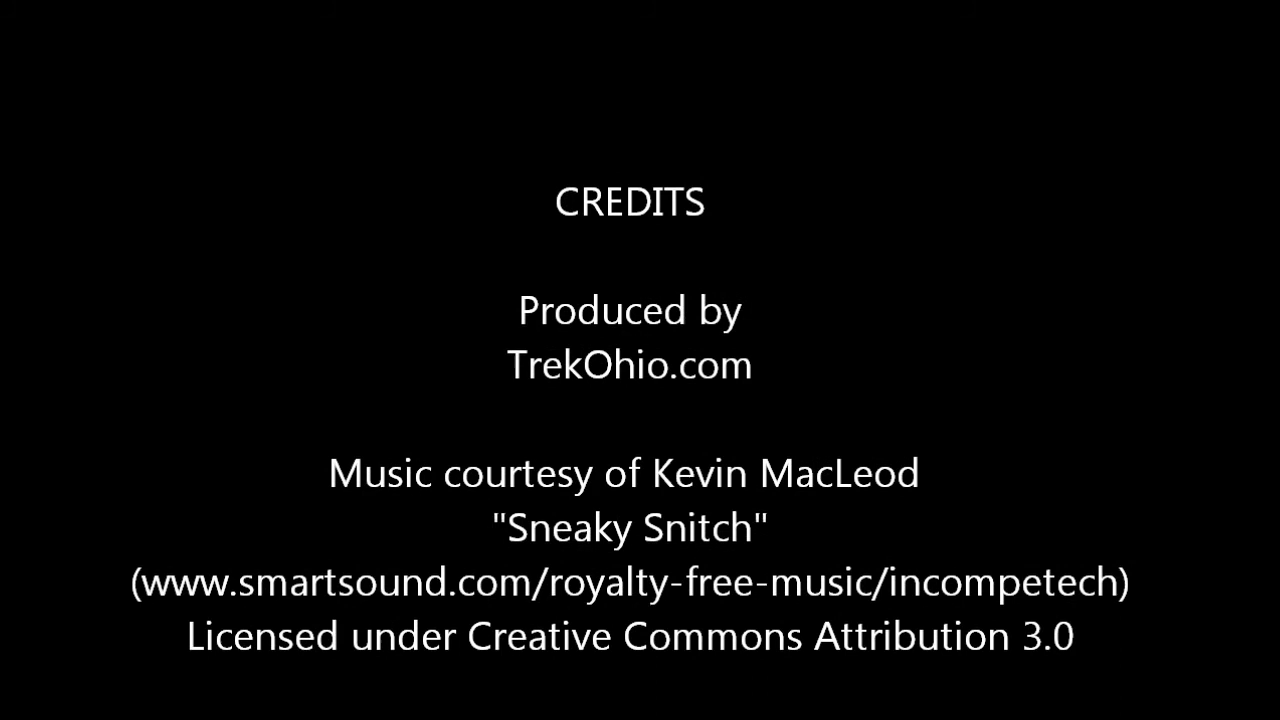 CREDITS
Produced by
TrekOhio.com
Music courtesy of Kevin MacLeod
"Sneaky Snitch"
(www.smartsound.com/royalty-free-music/incompetech)
Licensed under Creative Commons Attribution 3.0